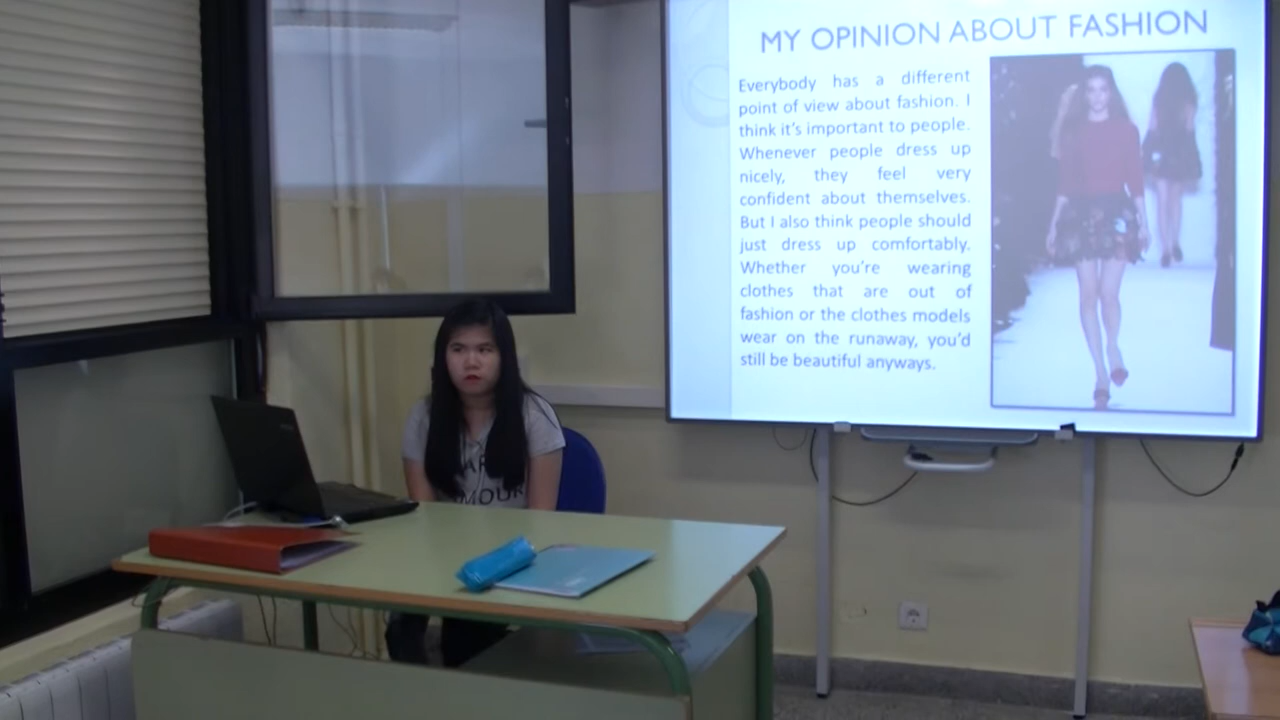 MY OPINION ABOUT FASHION
Everybody has a different
point of view about fashion. I
think it's important to people.
Whenever people dress up
nicely, they feel very
confident about themselves.
But I also think people should
just dress up comfortably.
Whether you're wearing
clothes that are out of
fashion or the clothes models
wear on the runaway, you'd
still be beautiful anyways.